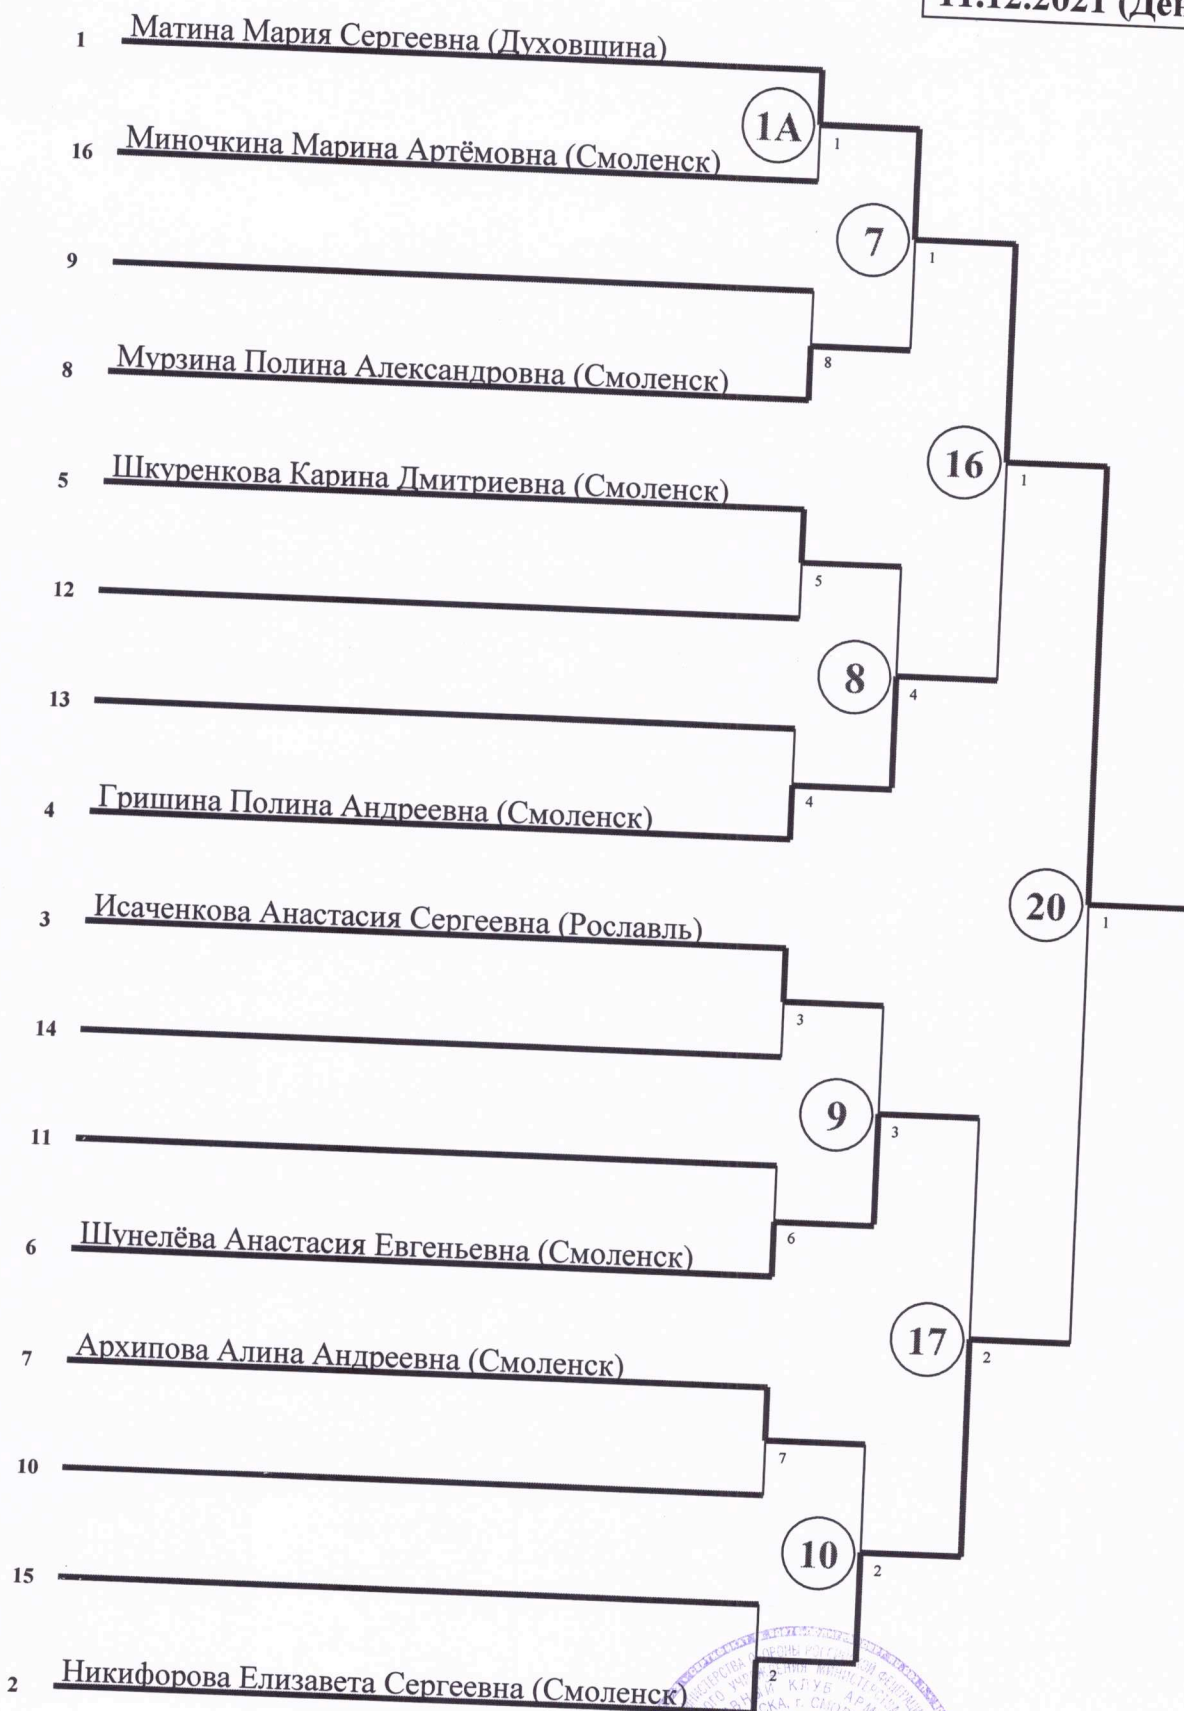 11.12.2021 (Ден
1 Матина Мария Сергеевна (Духовщина)
1А
1
16 Миночкина Марина Артёмовна (Смоленск)
7
1
9
8
8 Мурзина Полина Александровна (Смоленск)
16
1
5 Шкуренкова Карина Дмитриевна (Смоленск)
5
12
8
4
13
4
4 Гришина Полина Андреевна (Смоленск)
20
1
3 Исаченкова Анастасия Сергеевна (Рославль)
3
14
9
3
11
6
6 Шунелёва Анастасия Евгеньевна (Смоленск)
17
2
7 Архипова Алина Андреевна (Смоленск)
7
10
10
2
15
2
2 Никифорова Елизавета Сергеевна (Смоленск)